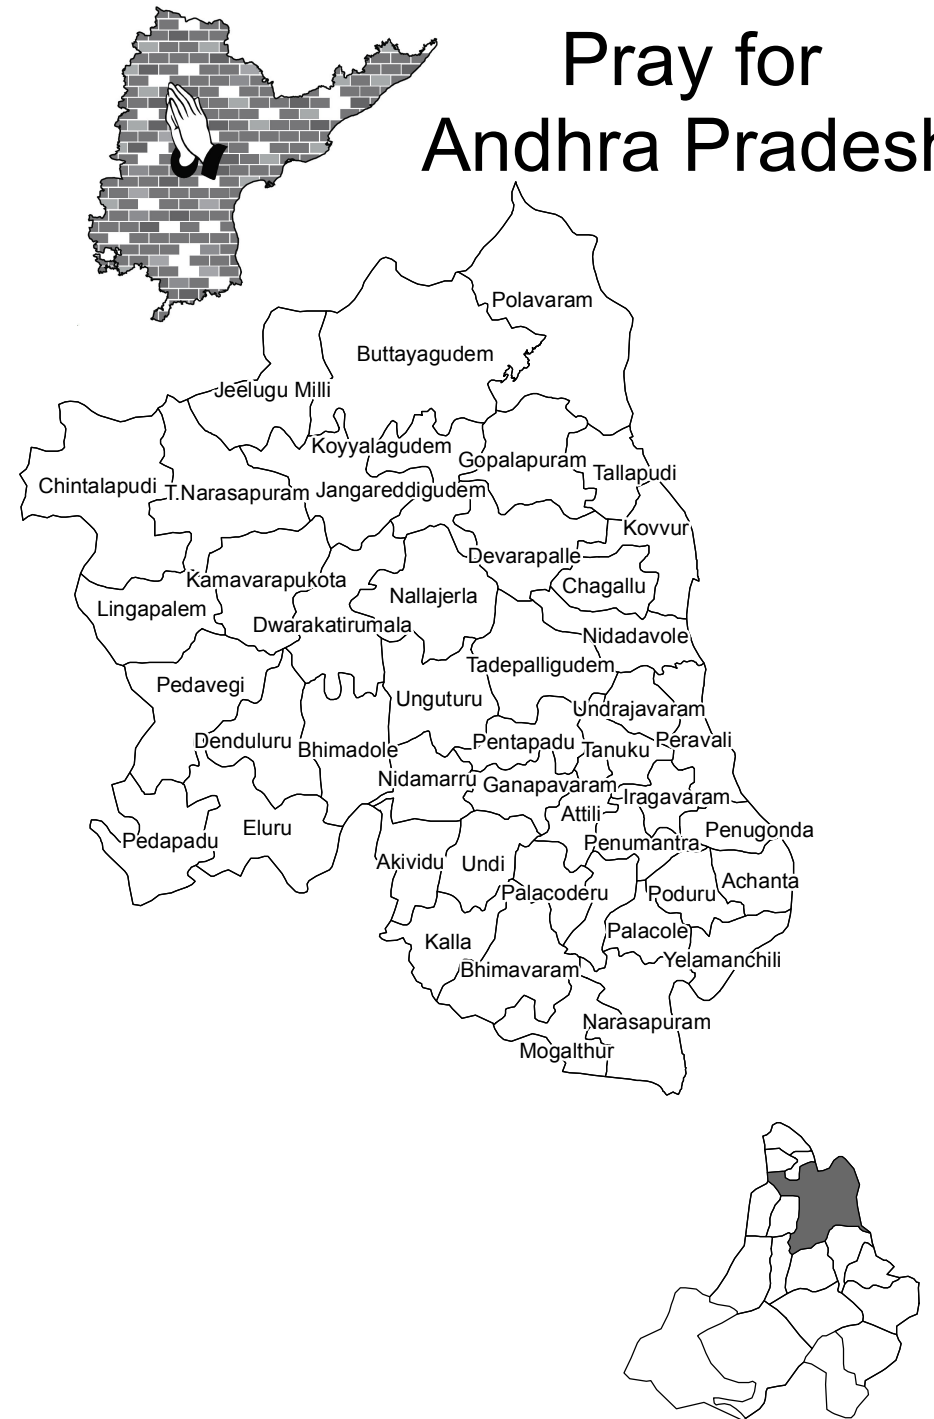 Pray for
Andhra Pradesh
Polavaram
Buttayagudem
Jeelugu Milli
Koyyalagudem
Gopalapuram
Tallapudi
Chintalapudi
T.Narasapuram
Jangareddigudem
Kovvur
Devarapalle
Chagallu
Kamavarapukota
Nallajerla
Lingapalem
Dwarakatirumala
Nidadavole
Tadepalligudem
Pedavegi
Unguturu
Undrajavaram
Denduluru
Bhimadole
Pentapadu
Tanuku
Peravali
Nidamarru
Ganapavaram
Iragavaram
Attili
Eluru
Pedapadu
Penumantra
Penugonda
Akividu
Undi
Palacoderu
Poduru
Achanta
Kalla
Palacole
Bhimavaram
Yelamanchili
Narasapuram
Mogalthur